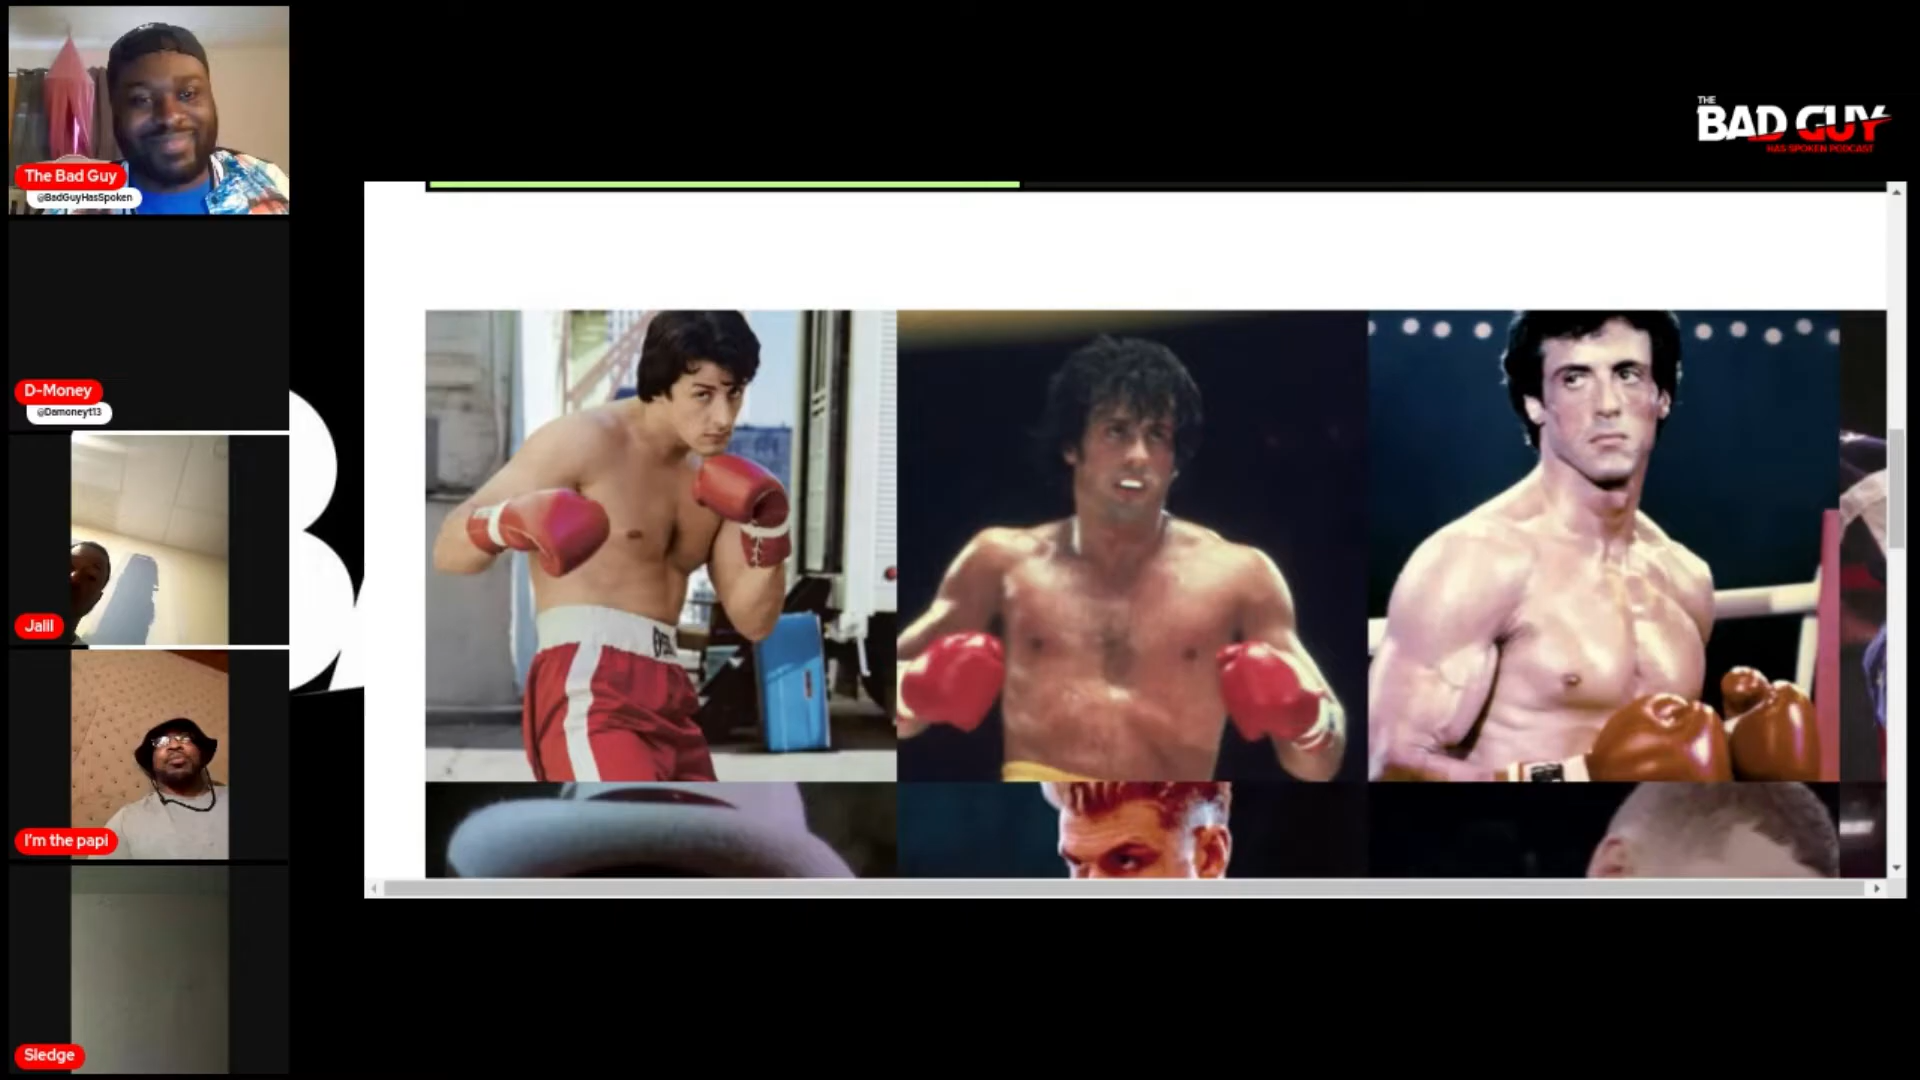 The Bad Guy
@BadGuyHasSpoken
D-Money
@Damoneyt13
Jalil
I'm the papi
Sledge
THE
BAD GUY
HAS SPOKEN PODCAST